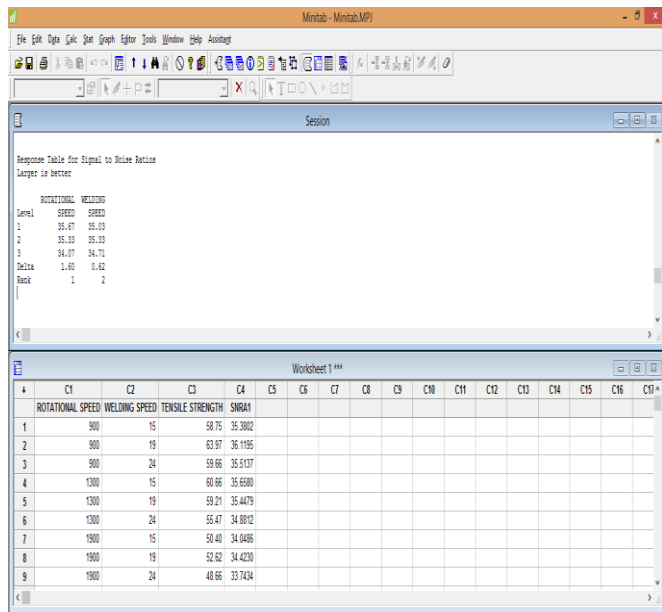 Minitab - Minitab.MPJ
File Edit Data Calc Stat Graph Editor Tools Window Help Assistant
Session
Response Table for Signal to Noise Ratios
Larger is better
ROTATIONAL WELDING
Level SPEED SPEED
1 35.67 35.03
2 35.33 35.33
3 34.07 34.71
Delta 1.60 0.62
Rank 1 2
Worksheet 1 ***
C1 C2 C3 C4 C5 C6 C7 C8 C9 C10 C11 C12 C13 C14 C15 C16 C17
ROTATIONAL SPEED WELDING SPEED TENSILE STRENGTH SNRA1
1 900 15 58.75 35.3802
2 900 19 63.97 36.1195
3 900 24 59.66 35.5137
4 1300 15 60.66 35.6580
5 1300 19 59.21 35.4479
6 1300 24 55.47 34.8812
7 1900 15 50.40 34.0486
8 1900 19 52.62 34.4230
9 1900 24 48.66 33.7434